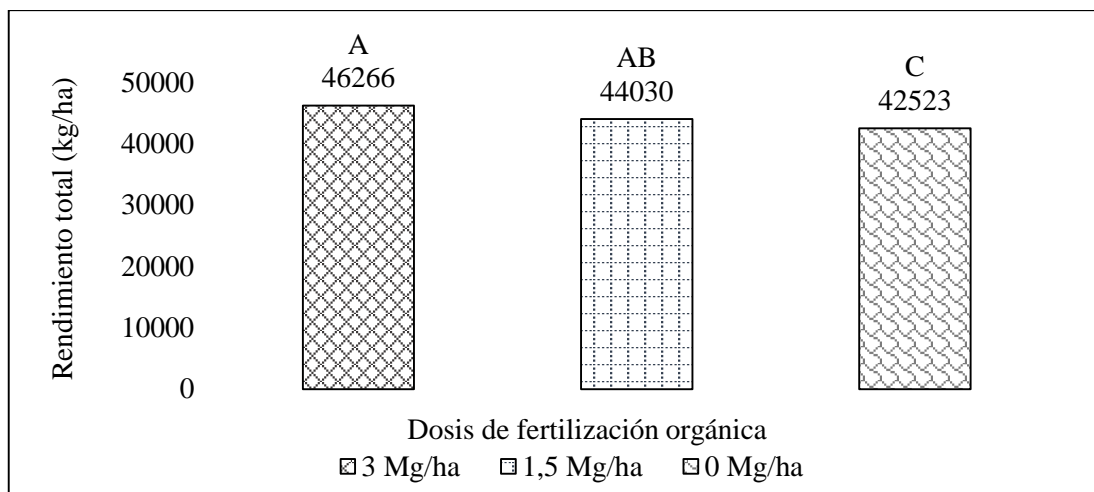 Rendimiento total (kg/ha)
50000
40000
30000
20000
10000
0
A
46266
AB
44030
C
42523
Dosis de fertilización orgánica
3 Mg/ha 1,5 Mg/ha 0 Mg/ha